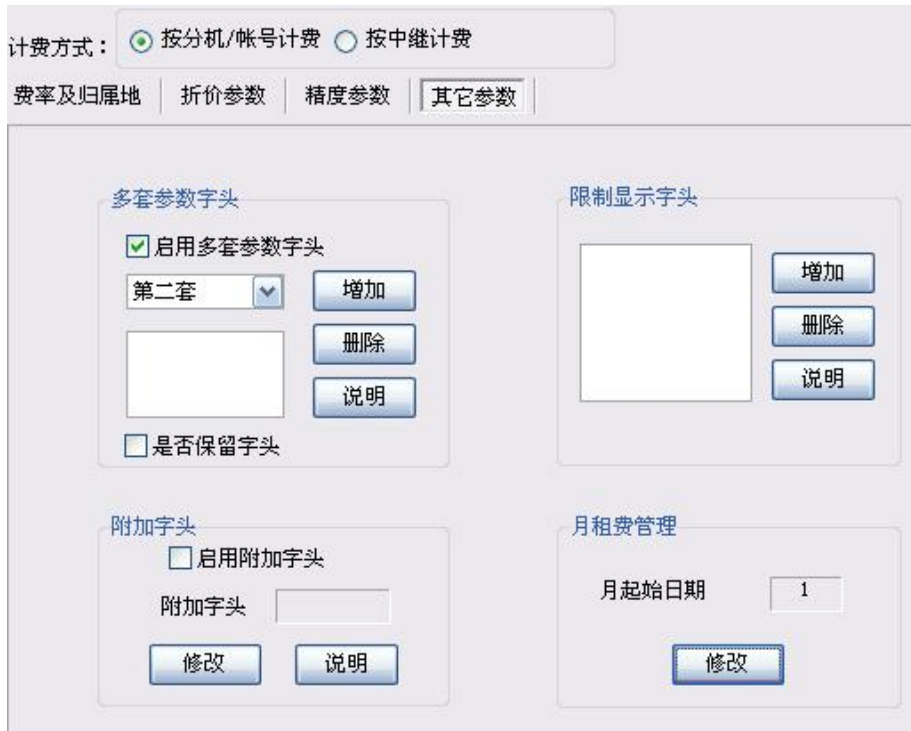 计费方式： 按分机/帐号计费 按中继计费
费率及归属地 折价参数 精度参数 其它参数
多套参数字头
启用多套参数字头
第二套 增加
删除
说明
是否保留字头
限制显示字头
增加
删除
说明
附加字头
启用附加字头
附加字头
修改 说明
月租费管理
月起始日期 1
修改